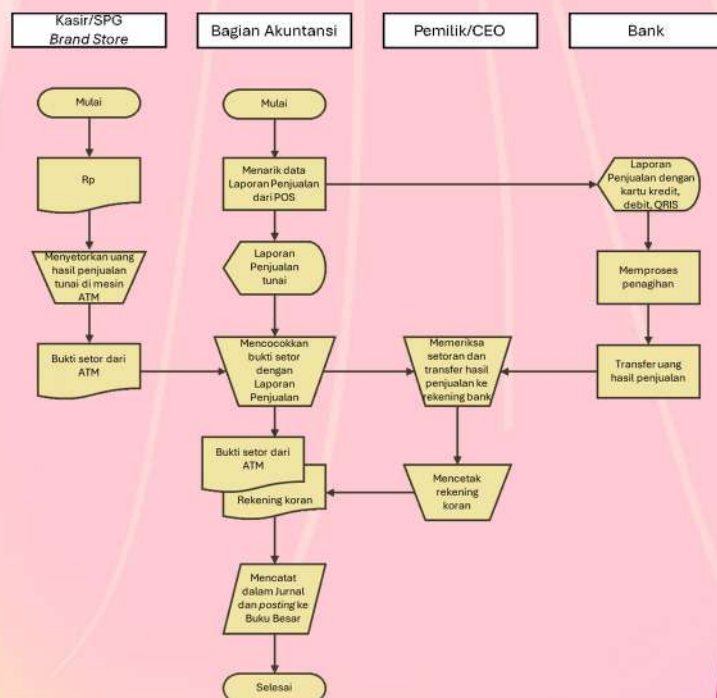 Kasir/SPG
Brand Store
Bagian Akuntansi
Pemilik/CEO
Bank
Mulai
Mulai
Rp
Menarik data
Laporan Penjualan
dari POS
Laporan
Penjualan dengan
kartu kredit,
debit, QRIS
Menyetorkan uang
hasil penjualan
tunai di mesin
ATM
Laporan
Penjualan
tunai
Memproses
penagihan
Bukti setor dari
ATM
Mencocokkan
bukti setor
dengan
Laporan
Penjualan
Memeriksa
setoran dan
transfer hasil
penjualan ke
rekening bank
Transfer uang
hasil penjualan
Bukti setor dari
ATM
Rekening koran
Mencetak
rekening
koran
Mencatat
dalam Jurnal
dan posting ke
Buku Besar
Selesai